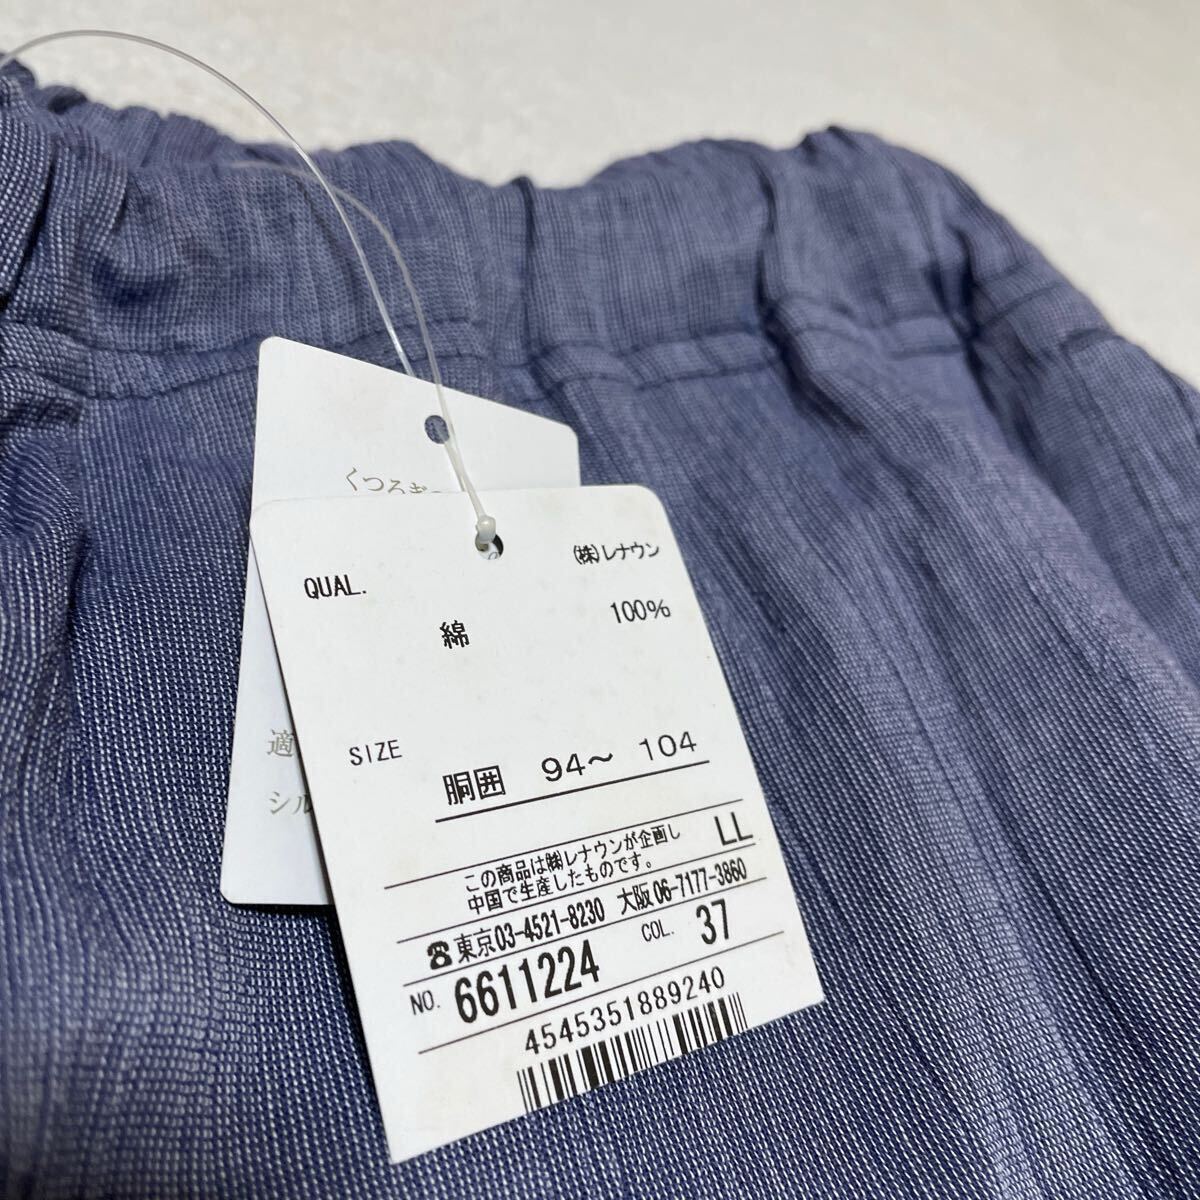 くつろぎ
適
シル
(株)レナウン
QUAL.
綿 100%
SIZE
胴囲 94〜 104
LL
この商品は㈱レナウンが企画し
中国で生産したものです。
☎東京03-4521-8230 大阪06-7177-3860
NO. 6611224 COL. 37
4545351889240